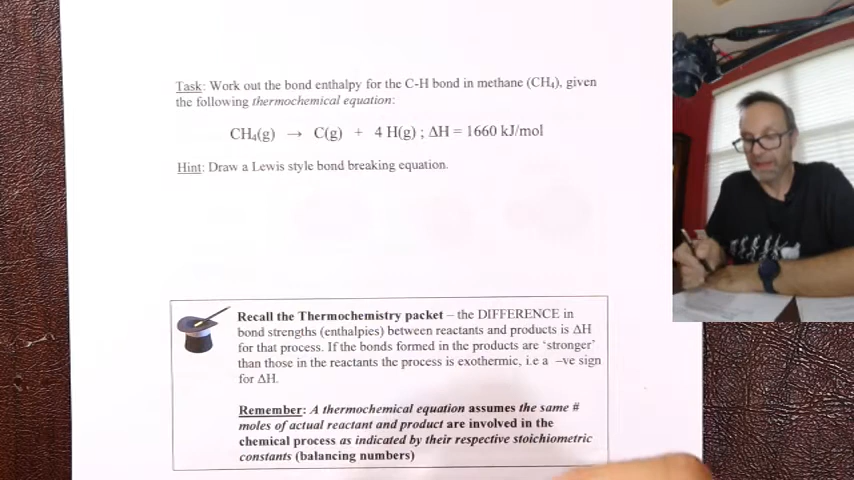 Task: Work out the bond enthalpy for the C-H bond in methane (CH₄), given
the following thermochemical equation:
CH₄(g) → C(g) + 4 H(g) ; ΔH = 1660 kJ/mol
Hint: Draw a Lewis style bond breaking equation.
Recall the Thermochemistry packet – the DIFFERENCE in
bond strengths (enthalpies) between reactants and products is ΔH
for that process. If the bonds formed in the products are ‘stronger’
than those in the reactants the process is exothermic, i.e a –ve sign
for ΔH.
Remember: A thermochemical equation assumes the same #
moles of actual reactant and product are involved in the
chemical process as indicated by their respective stoichiometric
constants (balancing numbers)